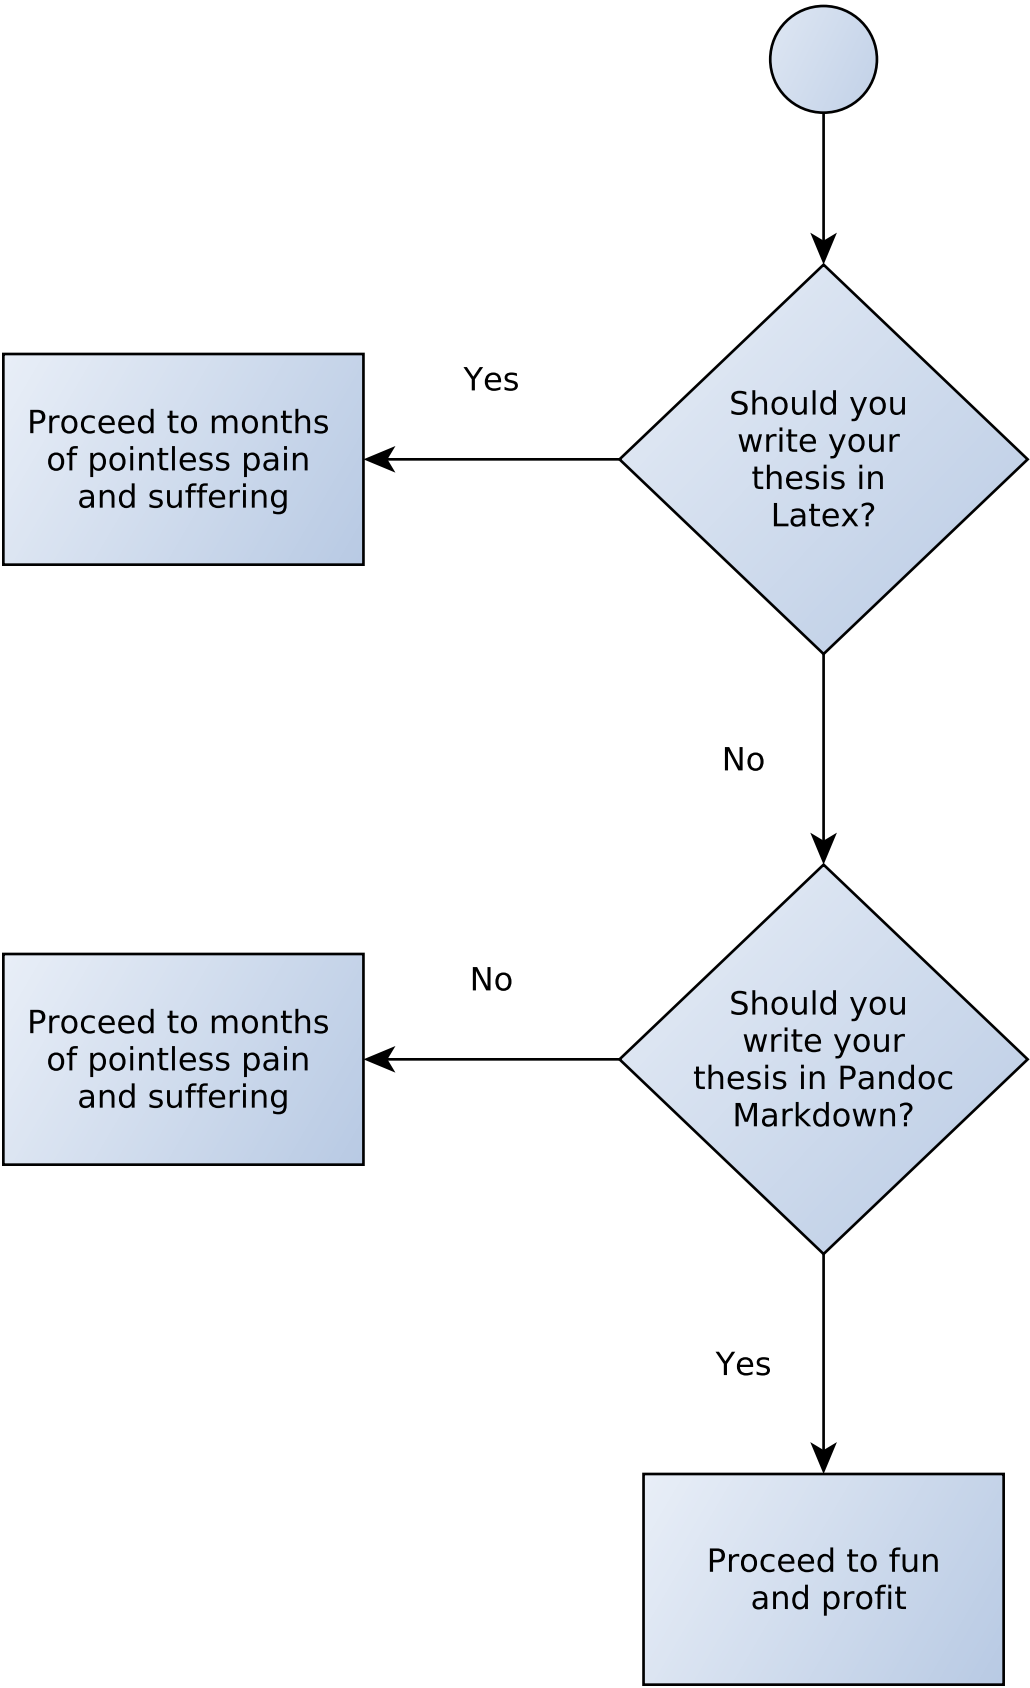 Should you
write your
thesis in
Latex?
Yes
Proceed to months
of pointless pain
and suffering
No
Should you
write your
thesis in Pandoc
Markdown?
No
Proceed to months
of pointless pain
and suffering
Yes
Proceed to fun
and profit